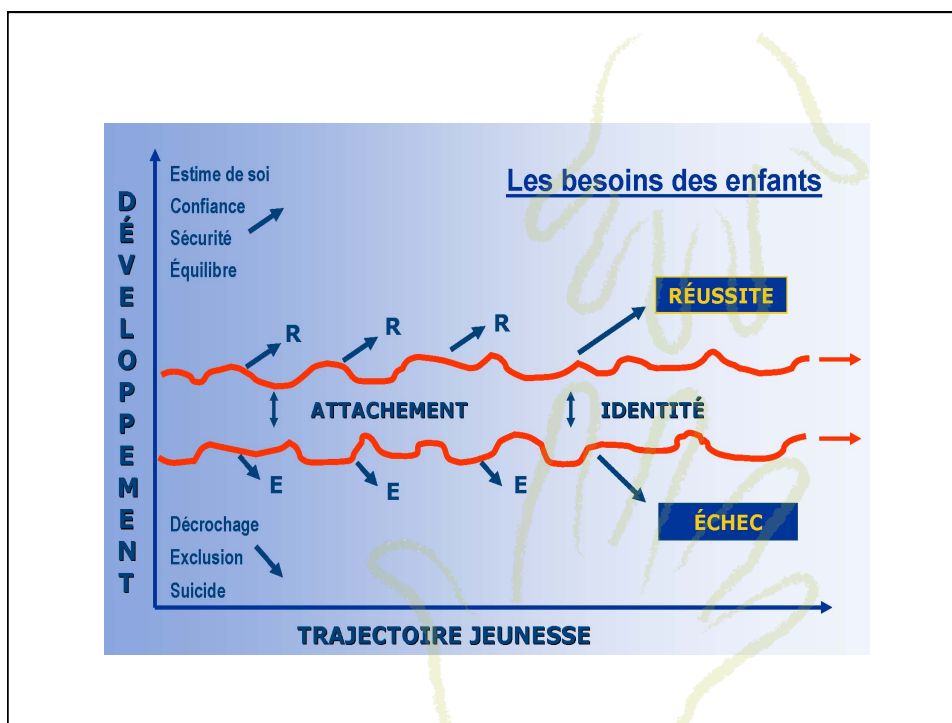 Les besoins des enfants
DÉVELOPPEMENT
Estime de soi
Confiance
Sécurité
Équilibre
RÉUSSITE
R
R
R
ATTACHEMENT
IDENTITÉ
E
E
E
ÉCHEC
Décrochage
Exclusion
Suicide
TRAJECTOIRE JEUNESSE